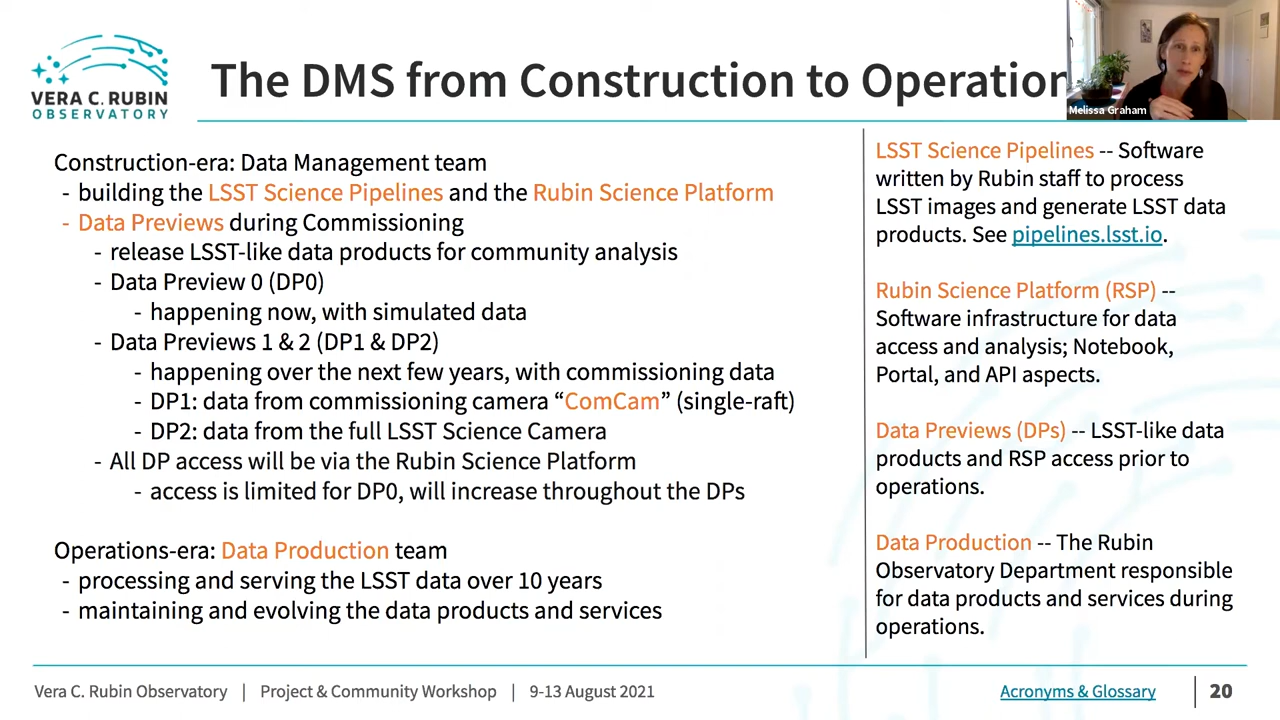 VERA C. RUBIN
OBSERVATORY
The DMS from Construction to Operation
Melissa Graham
Construction-era: Data Management team
- building the LSST Science Pipelines and the Rubin Science Platform
- Data Previews during Commissioning
- release LSST-like data products for community analysis
- Data Preview 0 (DP0)
- happening now, with simulated data
- Data Previews 1 & 2 (DP1 & DP2)
- happening over the next few years, with commissioning data
- DP1: data from commissioning camera “ComCam” (single-raft)
- DP2: data from the full LSST Science Camera
- All DP access will be via the Rubin Science Platform
- access is limited for DP0, will increase throughout the DPs
Operations-era: Data Production team
- processing and serving the LSST data over 10 years
- maintaining and evolving the data products and services
LSST Science Pipelines -- Software
written by Rubin staff to process
LSST images and generate LSST data
products. See pipelines.lsst.io.
Rubin Science Platform (RSP) --
Software infrastructure for data
access and analysis; Notebook,
Portal, and API aspects.
Data Previews (DPs) -- LSST-like data
products and RSP access prior to
operations.
Data Production -- The Rubin
Observatory Department responsible
for data products and services during
operations.
Vera C. Rubin Observatory | Project & Community Workshop | 9-13 August 2021
Acronyms & Glossary | 20